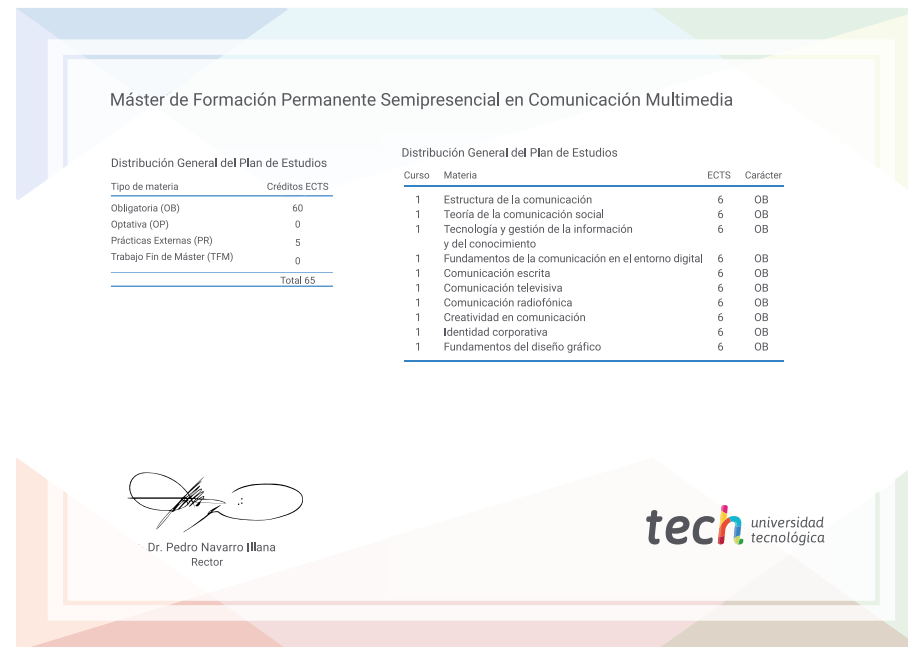 Máster de Formación Permanente Semipresencial en Comunicación Multimedia
Distribución General del Plan de Estudios
Tipo de materia Créditos ECTS
Obligatoria (OB) 60
Optativa (OP) 0
Prácticas Externas (PR) 5
Trabajo Fin de Máster (TFM) 0
Total 65
Distribución General del Plan de Estudios
Curso Materia ECTS Carácter
1 Estructura de la comunicación 6 OB
1 Teoría de la comunicación social 6 OB
1 Tecnología y gestión de la información 6 OB
y del conocimiento
1 Fundamentos de la comunicación en el entorno digital 6 OB
1 Comunicación escrita 6 OB
1 Comunicación televisiva 6 OB
1 Comunicación radiofónica 6 OB
1 Creatividad en comunicación 6 OB
1 Identidad corporativa 6 OB
1 Fundamentos del diseño gráfico 6 OB
Dr. Pedro Navarro Illana
Rector
tech universidad
tecnológica